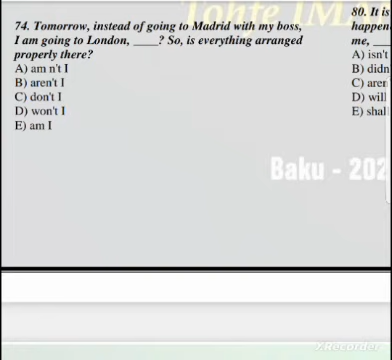 74. Tomorrow, instead of going to Madrid with my boss,
I am going to London, ____? So, is everything arranged
properly there?
A) am n't I
B) aren't I
C) don't I
D) won't I
E) am I
80. It is
happen
me, ___
A) isn't
B) didn
C) aren
D) will
E) shal
Baku - 202